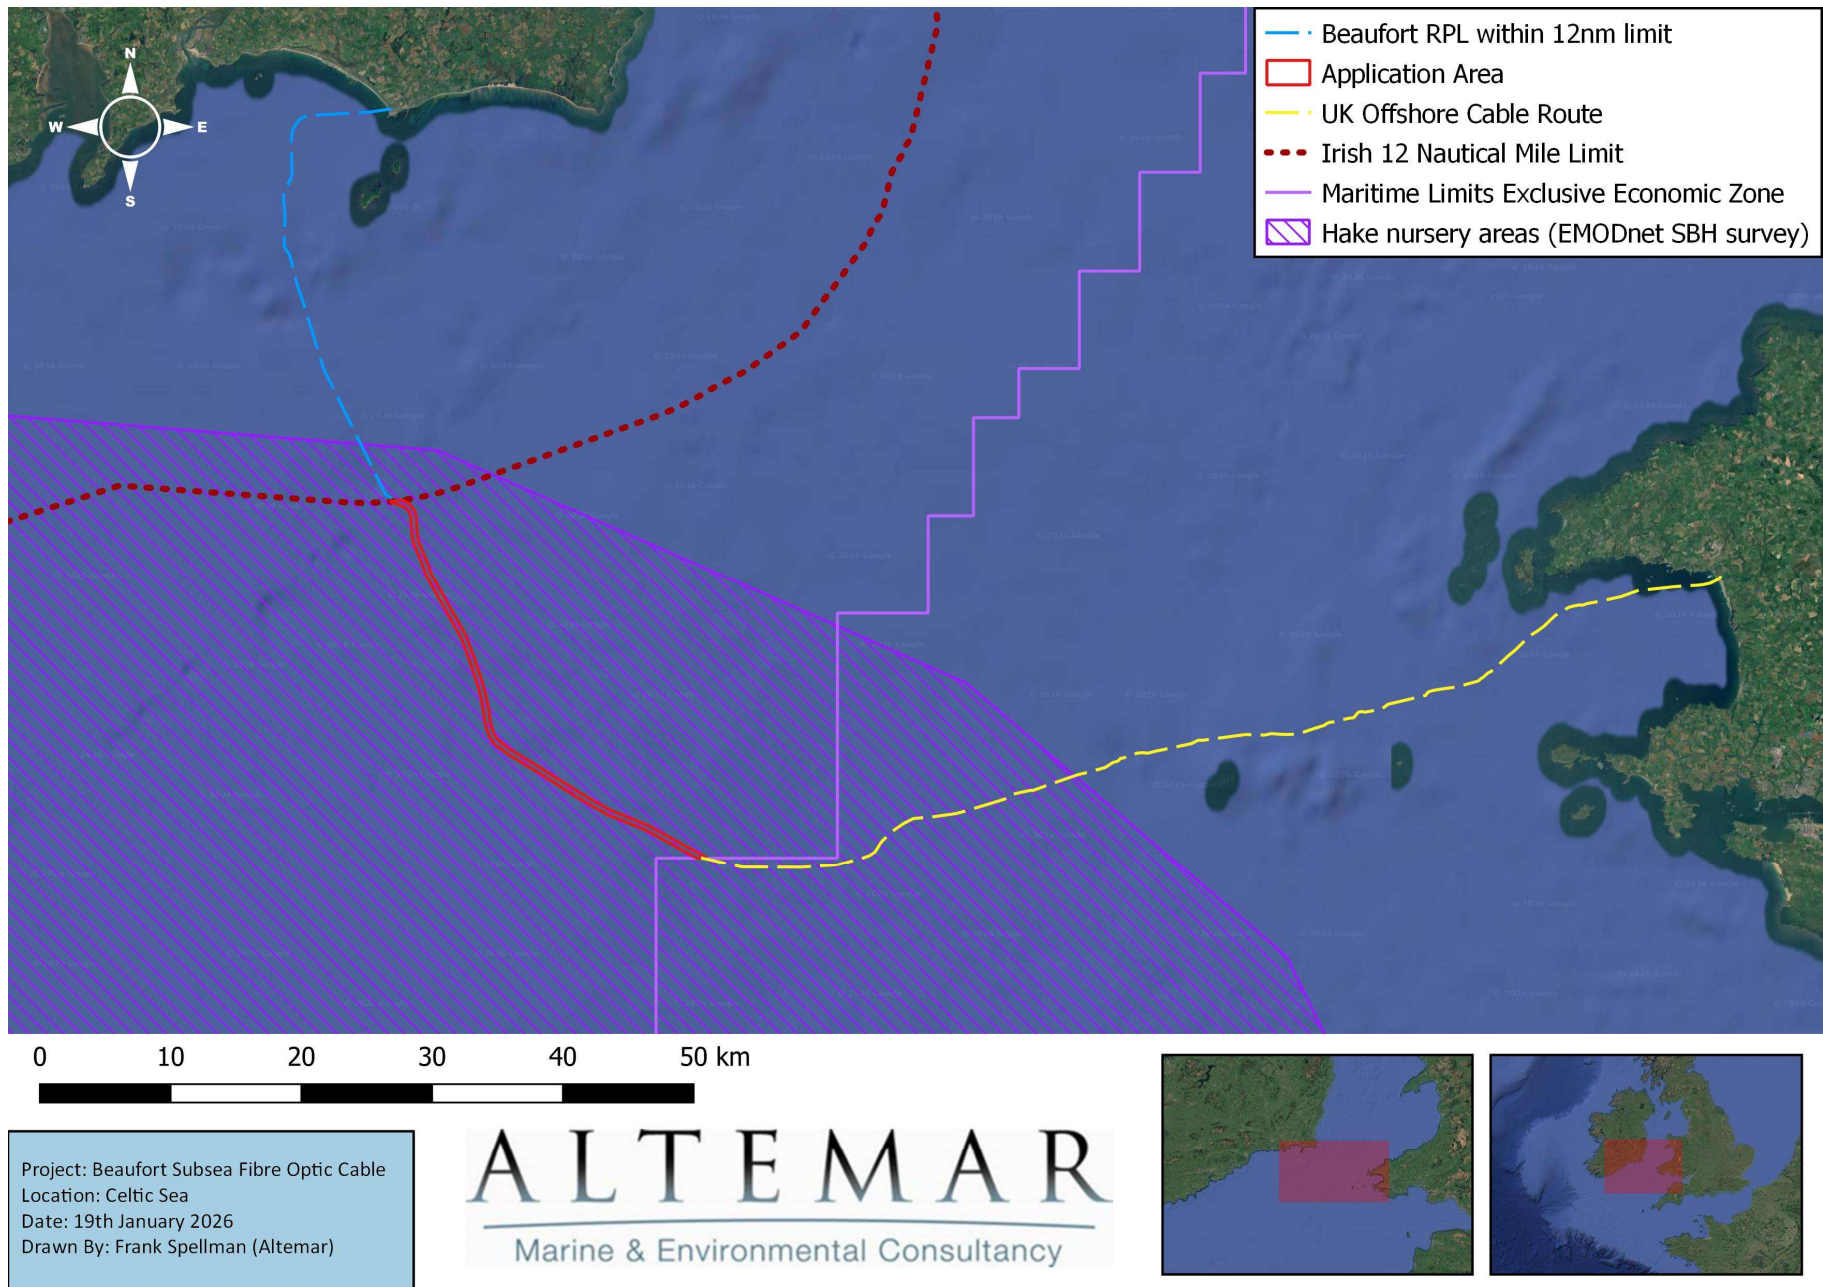 N
W E
S
Beaufort RPL within 12nm limit
Application Area
UK Offshore Cable Route
Irish 12 Nautical Mile Limit
Maritime Limits Exclusive Economic Zone
Hake nursery areas (EMODnet SBH survey)
© 2026 Google
0 10 20 30 40 50 km
Project: Beaufort Subsea Fibre Optic Cable
Location: Celtic Sea
Date: 19th January 2026
Drawn By: Frank Spellman (Altemar)
ALTEMAR
Marine & Environmental Consultancy